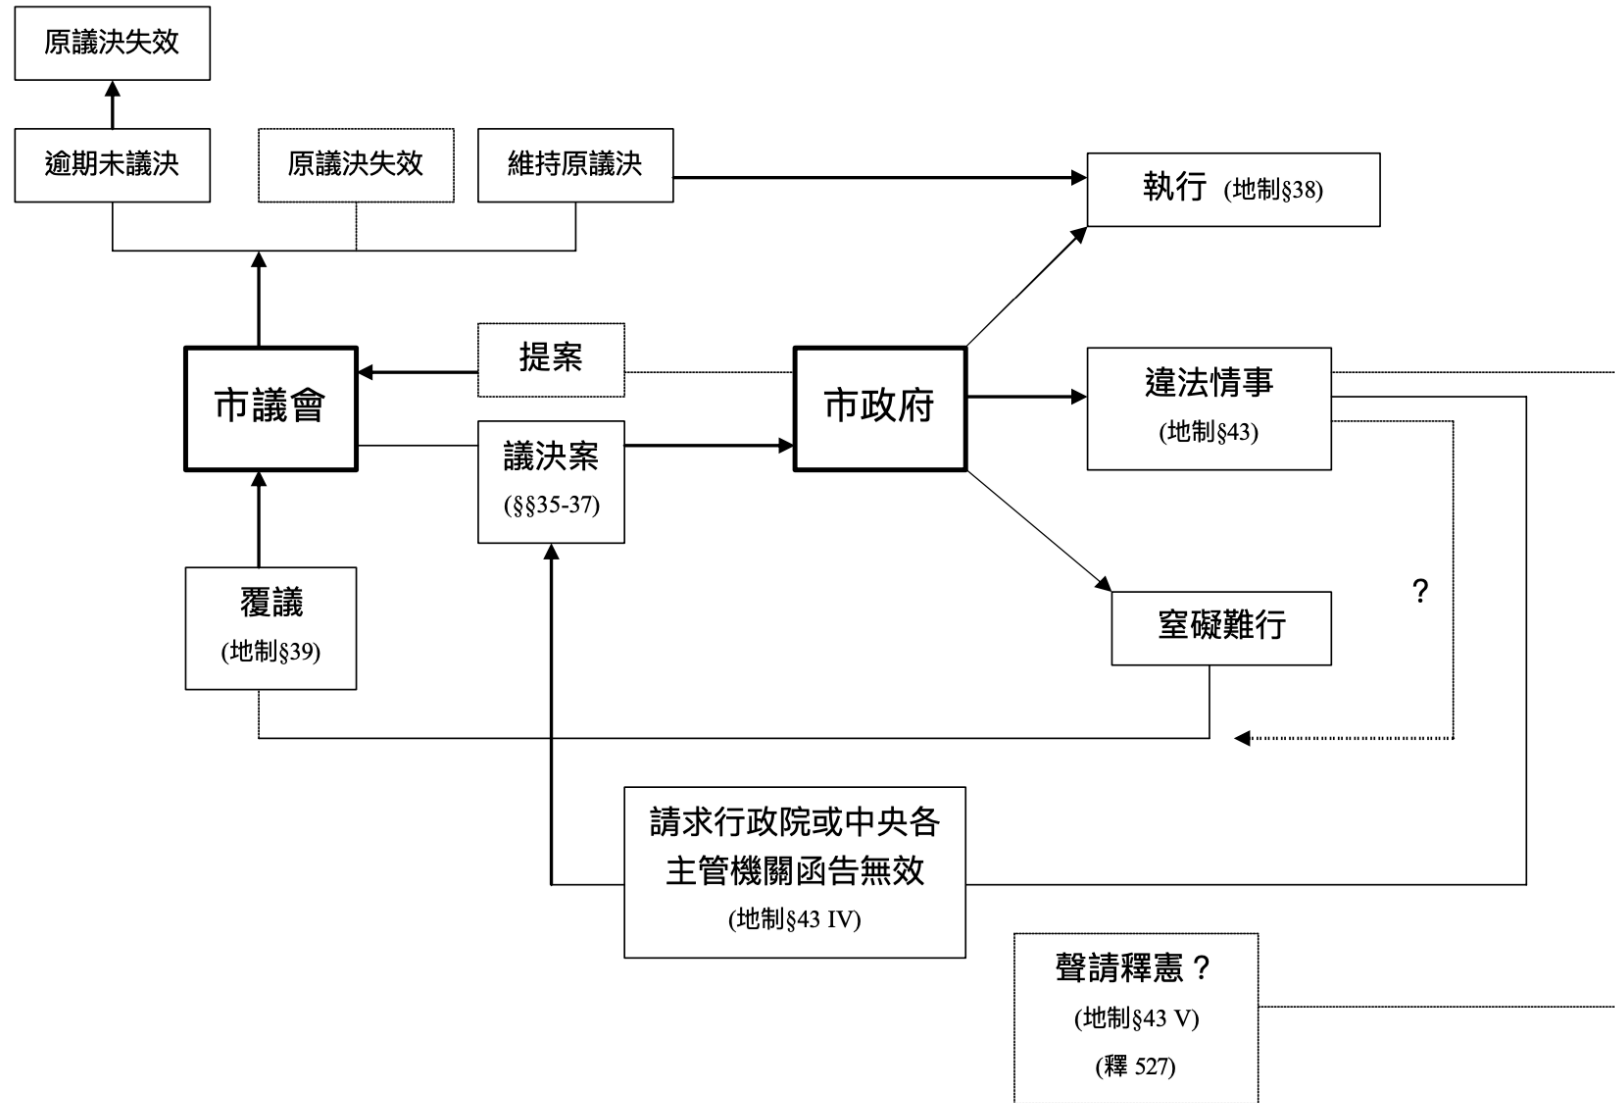 原議決失效
逾期未議決
原議決失效
維持原議決
執行 (地制§38)
提案
市議會
市政府
違法情事
(地制§43)
議決案
(§§35-37)
覆議
(地制§39)
窒礙難行
?
請求行政院或中央各
主管機關函告無效
(地制§43 IV)
聲請釋憲?
(地制§43 V)
(釋 527)